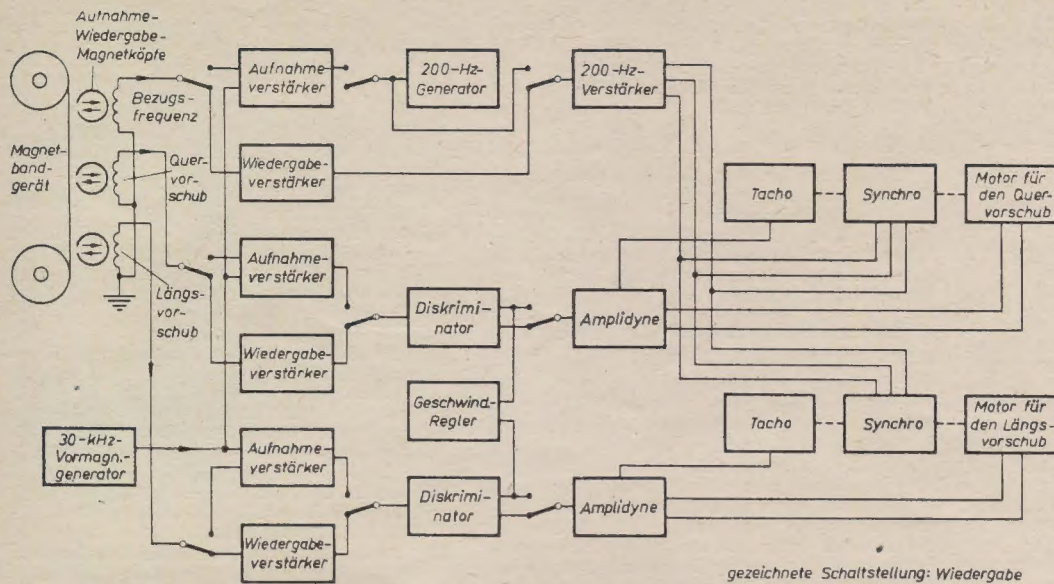 Aufnahme-
Wiedergabe-
Magnetköpfe
Magnet-
band-
gerät
Bezugs-
frequenz
Quer-
vor-
schub
Längs-
vor-
schub
30-kHz-
Vormagn.-
generator
Aufnahme-
verstärker
Wiedergabe-
verstärker
Aufnahme-
verstärker
Wiedergabe-
verstärker
Aufnahme-
verstärker
Wiedergabe-
verstärker
200-Hz-
Generator
200-Hz-
Verstärker
Diskrimi-
nator
Geschwind.-
Regler
Diskrimi-
nator
Amplidyne
Amplidyne
Tacho
Synchro
Motor für
den Quer-
vorschub
Tacho
Synchro
Motor für
den Längs-
vorschub
gezeichnete Schaltstellung: Wiedergabe